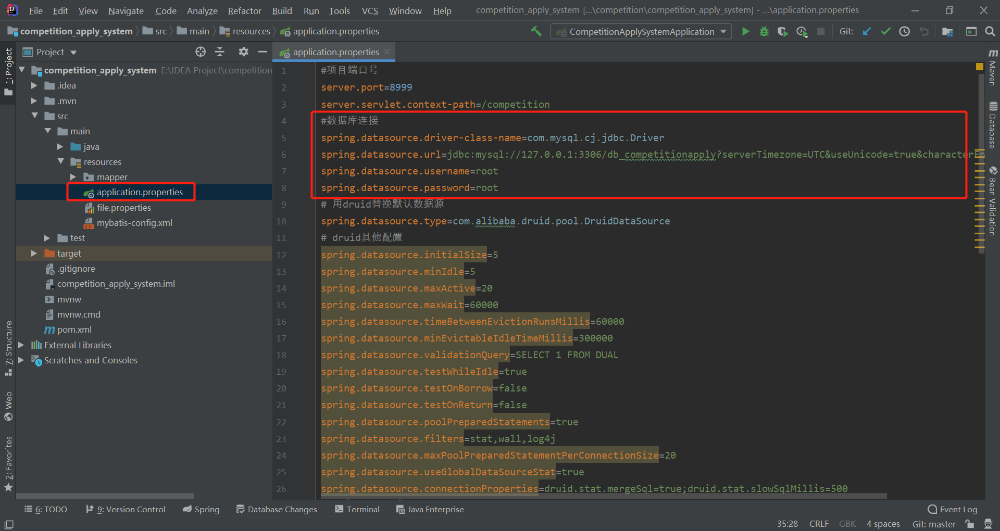 File Edit View Navigate Code Analyze Refactor Build Run Tools VCS Window Help competition_apply_system [...\competition\competition_apply_system] - ...\application.properties
competition_apply_system src main resources application.properties CompetitionApplySystemApplication Git:
1: Project
7: Structure
Web
2: Favorites
Project
competition_apply_system E:\IDEA Project\competition
.idea
.mvn
src
main
java
resources
mapper
application.properties
file.properties
mybatis-config.xml
test
target
.gitignore
competition_apply_system.iml
mvnw
mvnw.cmd
pom.xml
External Libraries
Scratches and Consoles
application.properties
1 #项目端口号
2 server.port=8999
3 server.servlet.context-path=/competition
4 #数据库连接
5 spring.datasource.driver-class-name=com.mysql.cj.jdbc.Driver
6 spring.datasource.url=jdbc:mysql://127.0.0.1:3306/db_competitionapply?serverTimezone=UTC&useUnicode=true&characterEn
7 spring.datasource.username=root
8 spring.datasource.password=root
9 # 用druid替换默认数据源
10 spring.datasource.type=com.alibaba.druid.pool.DruidDataSource
11 # druid其他配置
12 spring.datasource.initialSize=5
13 spring.datasource.minIdle=5
14 spring.datasource.maxActive=20
15 spring.datasource.maxWait=60000
16 spring.datasource.timeBetweenEvictionRunsMillis=60000
17 spring.datasource.minEvictableIdleTimeMillis=300000
18 spring.datasource.validationQuery=SELECT 1 FROM DUAL
19 spring.datasource.testWhileIdle=true
20 spring.datasource.testOnBorrow=false
21 spring.datasource.testOnReturn=false
22 spring.datasource.poolPreparedStatements=true
23 spring.datasource.filters=stat,wall,log4j
24 spring.datasource.maxPoolPreparedStatementPerConnectionSize=20
25 spring.datasource.useGlobalDataSourceStat=true
26 spring.datasource.connectionProperties=druid.stat.mergeSql=true;druid.stat.slowSqlMillis=500
Maven
Database
Bean Validation
6: TODO 9: Version Control Spring Database Changes Terminal Java Enterprise Event Log
35:28 CRLF GBK 4 spaces Git: master